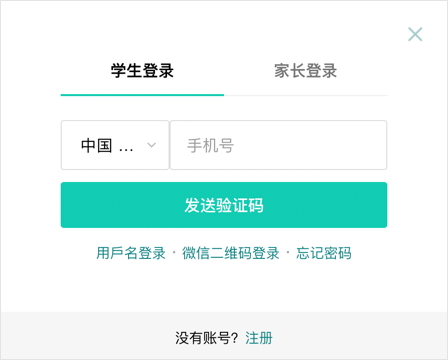 学生登录 家长登录
中国 ... 手机号
发送验证码
用戶名登录 · 微信二维码登录 · 忘记密码
没有账号？ 注册